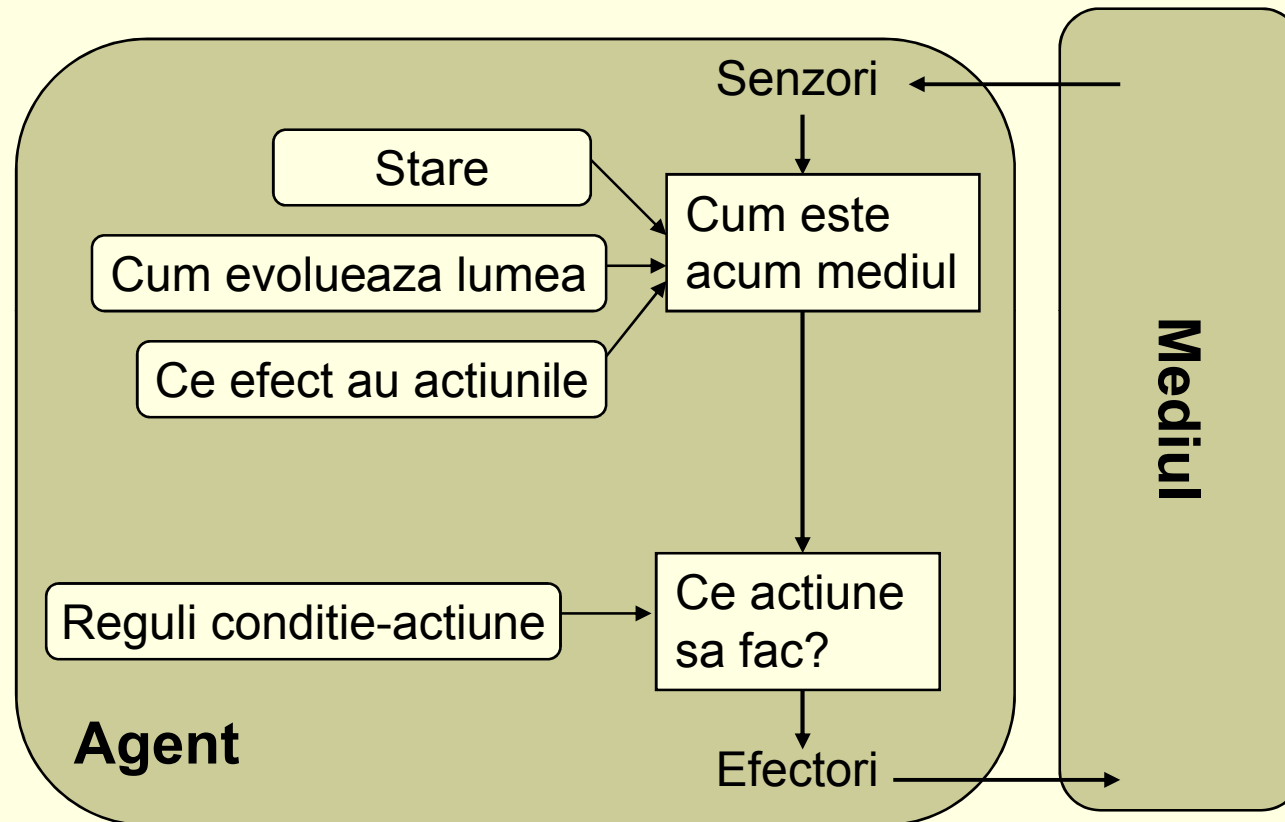 Senzori
Stare
Cum este
acum mediul
Cum evolueaza lumea
Ce efect au actiunile
Mediul
Reguli conditie-actiune
Ce actiune
sa fac?
Agent
Efectori